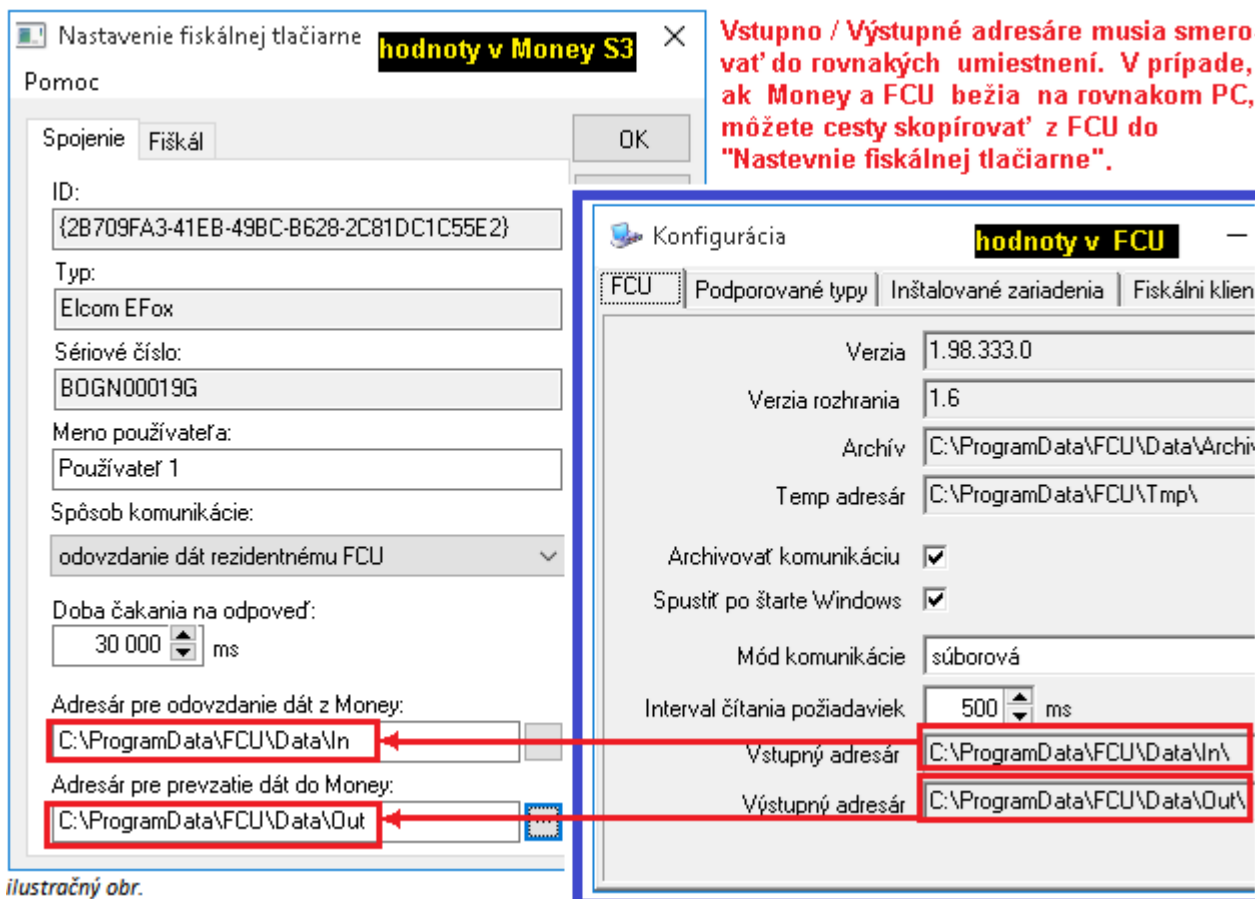 Nastavenie fiskálnej tlačiarne
hodnoty v Money S3
Pomoc
Spojenie
Fiškál
OK
ID:
{2B709FA3-41EB-49BC-B628-2C81DC1C55E2}
Typ:
Elcom EFox
Sériové číslo:
BOGN00019G
Meno používateľa:
Používateľ 1
Spôsob komunikácie:
odovzdanie dát rezidentnému FCU
Doba čakania na odpoveď:
30 000 ms
Adresár pre odovzdanie dát z Money:
C:\ProgramData\FCU\Data\In
Adresár pre prevzatie dát do Money:
C:\ProgramData\FCU\Data\Out
...
ilustračný obr.
Vstupno / Výstupné adresáre musia smero
vať do rovnakých umiestnení. V prípade,
ak Money a FCU bežia na rovnakom PC,
môžete cesty skopírovať z FCU do
"Nastevnie fiskálnej tlačiarne".
Konfigurácia
hodnoty v FCU
FCU
Podporované typy
Inštalované zariadenia
Fiskálni klien
Verzia 1.98.333.0
Verzia rozhrania 1.6
Archív C:\ProgramData\FCU\Data\Archiv
Temp adresár C:\ProgramData\FCU\Tmp\
Archivovať komunikáciu
Spustiť po štarte Windows
Mód komunikácie súborová
Interval čítania požiadaviek 500 ms
Vstupný adresár C:\ProgramData\FCU\Data\In\
Výstupný adresár C:\ProgramData\FCU\Data\Out\